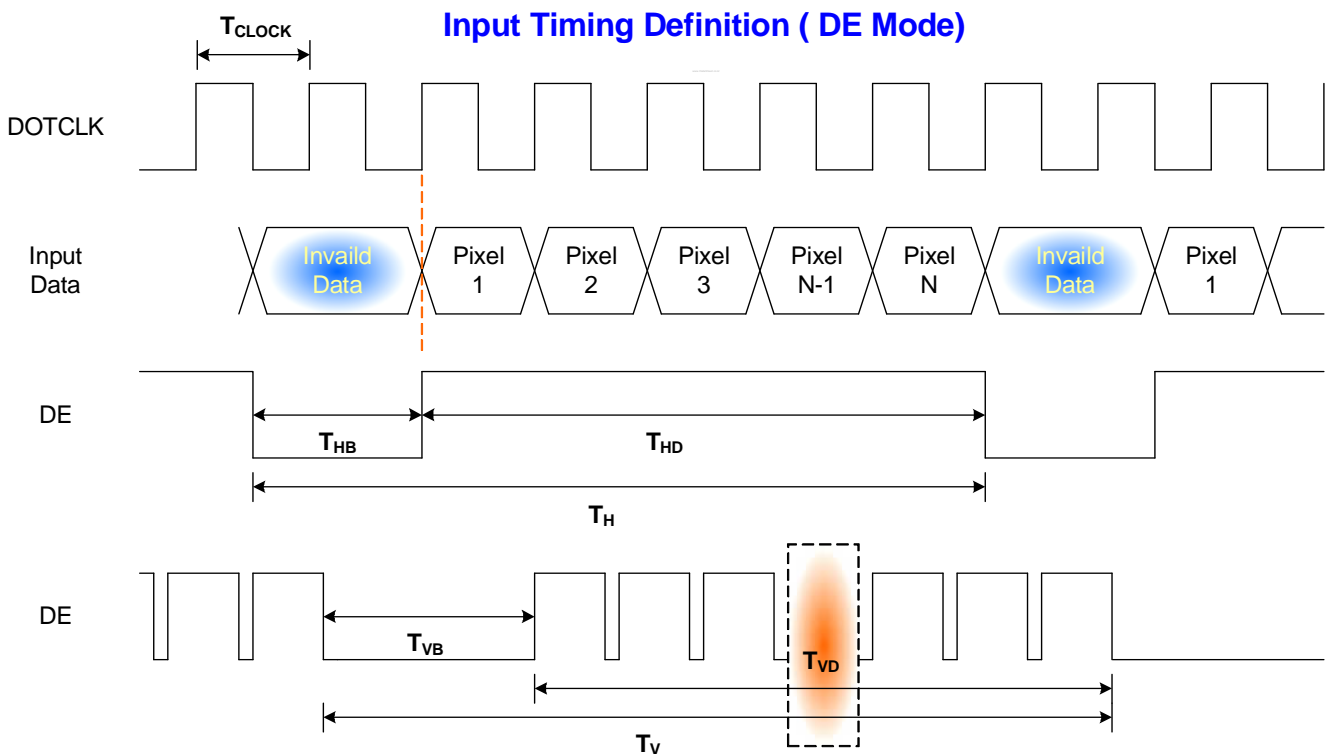 Input Timing Definition ( DE Mode)
TCLOCK
DOTCLK
Input
Data
Invaild
Data
Pixel
1
Pixel
2
Pixel
3
Pixel
N-1
Pixel
N
Invaild
Data
Pixel
1
DE
THB
THD
TH
DE
TVB
TVD
TV